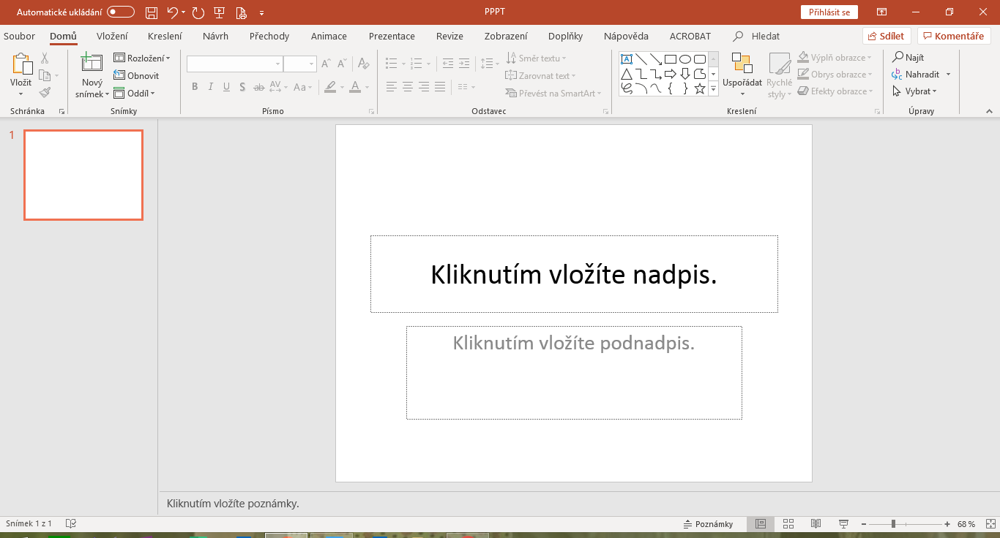 Automatické ukládání
PPPT
Přihlásit se
Soubor Domů Vložení Kreslení Návrh Přechody Animace Prezentace Revize Zobrazení Doplňky Nápověda ACROBAT Hledat Sdílet Komentáře
Vložit
Schránka
Nový snímek
Rozložení
Obnovit
Oddíl
Snímky
B I U S ab AV Aa A
Písmo
Směr textu
Zarovnat text
Převést na SmartArt
Odstavec
Uspořádat
Rychlé styly
Výplň obrazce
Obrys obrazce
Efekty obrazce
Kreslení
Najít
Nahradit
Vybrat
Úpravy
1
Kliknutím vložíte nadpis.
Kliknutím vložíte podnadpis.
Kliknutím vložíte poznámky.
Snímek 1 z 1
Poznámky
68 %